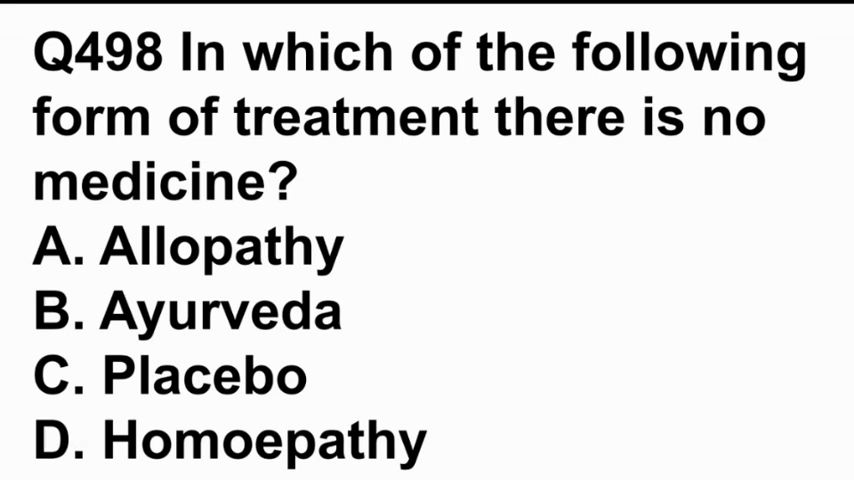 Q498 In which of the following
form of treatment there is no
medicine?
A. Allopathy
B. Ayurveda
C. Placebo
D. Homoepathy